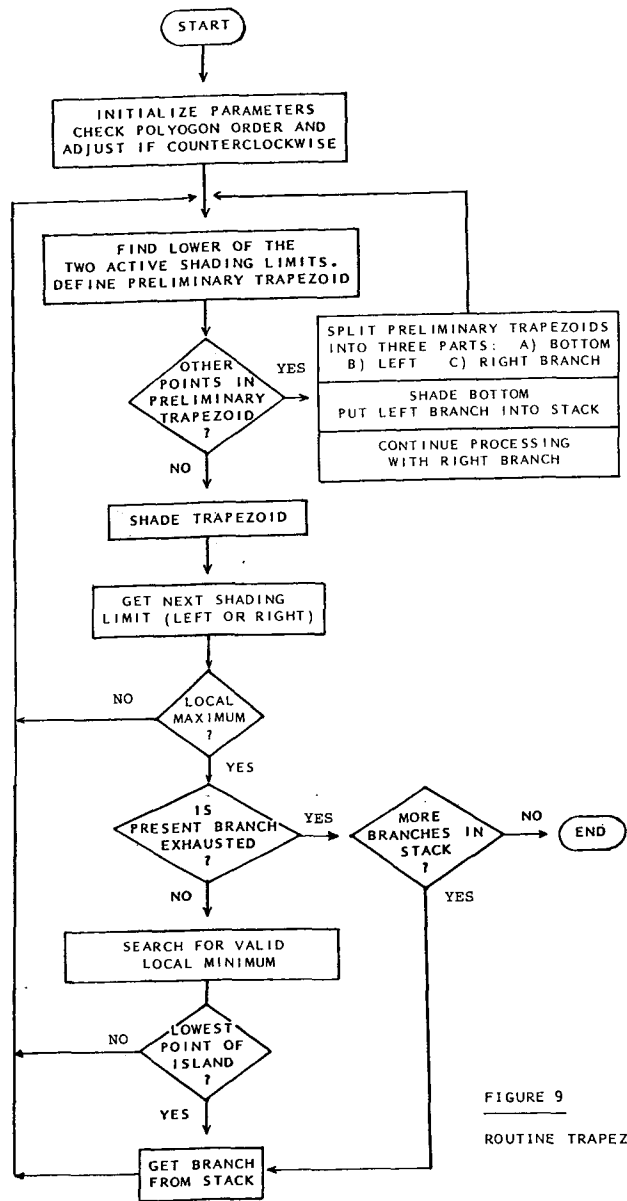 START
INITIALIZE PARAMETERS
CHECK POLYOGON ORDER AND
ADJUST IF COUNTERCLOCKWISE
FIND LOWER OF THE
TWO ACTIVE SHADING LIMITS.
DEFINE PRELIMINARY TRAPEZOID
OTHER
POINTS IN
PRELIMINARY
TRAPEZOID
?
YES
NO
SPLIT PRELIMINARY TRAPEZOIDS
INTO THREE PARTS: A) BOTTOM
B) LEFT C) RIGHT BRANCH
SHADE BOTTOM
PUT LEFT BRANCH INTO STACK
CONTINUE PROCESSING
WITH RIGHT BRANCH
SHADE TRAPEZOID
GET NEXT SHADING
LIMIT (LEFT OR RIGHT)
LOCAL
MAXIMUM
?
NO
YES
IS
PRESENT BRANCH
EXHAUSTED
?
YES
NO
MORE
BRANCHES IN
STACK
?
NO
YES
END
SEARCH FOR VALID
LOCAL MINIMUM
LOWEST
POINT OF
ISLAND
?
NO
YES
GET BRANCH
FROM STACK
FIGURE 9
ROUTINE TRAPEZ